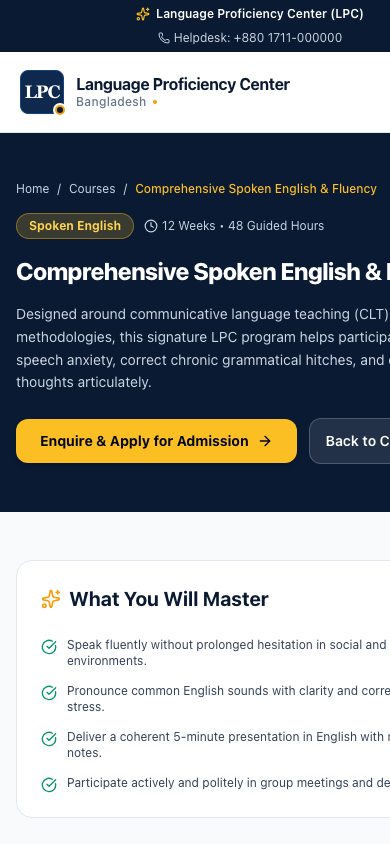 Language Proficiency Center (LPC)
Helpdesk: +880 1711-000000
LPC
Language Proficiency Center
Bangladesh
Home / Courses / Comprehensive Spoken English & Fluency
Spoken English
12 Weeks • 48 Guided Hours
Comprehensive Spoken English &
Designed around communicative language teaching (CLT)
methodologies, this signature LPC program helps
speech anxiety, correct chronic grammatical hitches, and
thoughts articulately.
Enquire & Apply for Admission →
Back to C
What You Will Master
Speak fluently without prolonged hesitation in social and
environments.
Pronounce common English sounds with clarity and
stress.
Deliver a coherent 5-minute presentation in English with
notes.
Participate actively and politely in group meetings and